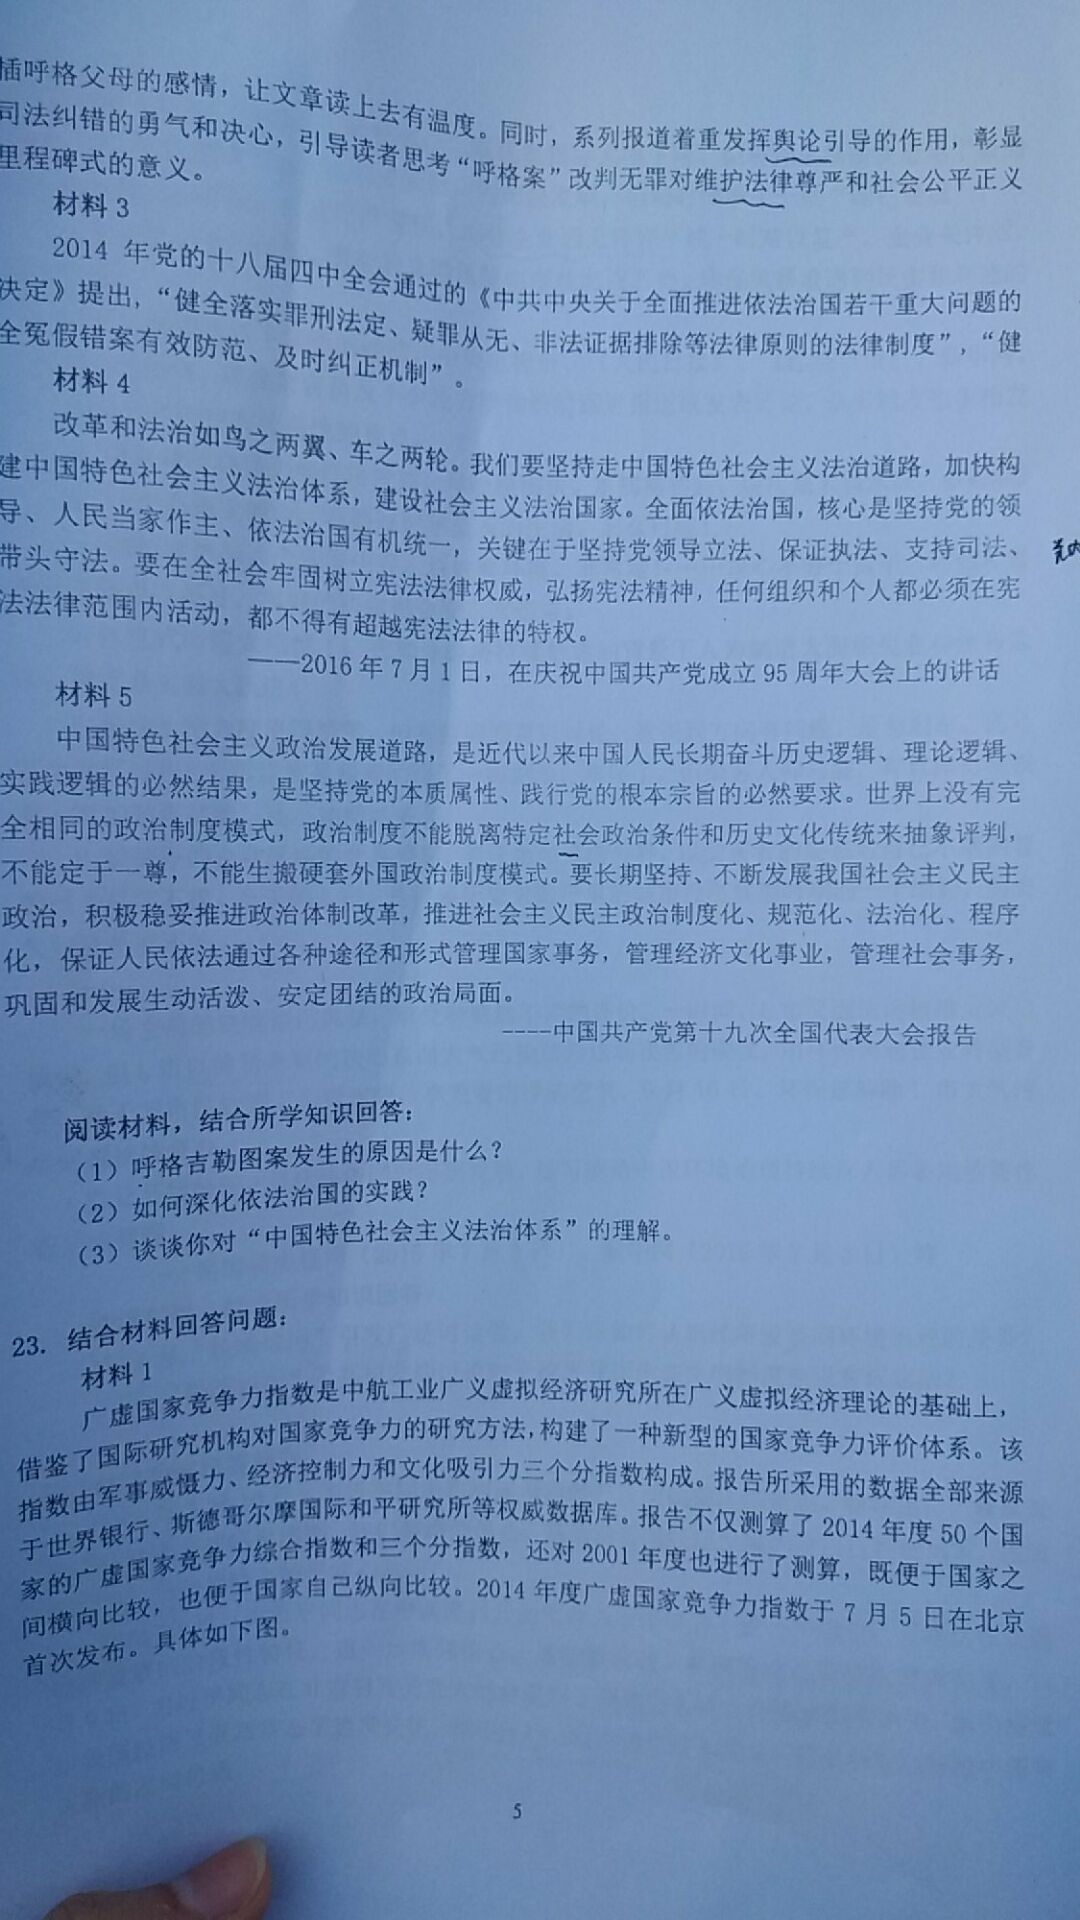 插呼格父母的感情，让文章读上去有温度。同时，系列报道着重发挥舆论引导的作用，彰显
司法纠错的勇气和决心，引导读者思考“呼格案”改判无罪对维护法律尊严和社会公平正义
里程碑式的意义。
材料 3
2014 年党的十八届四中全会通过的《中共中央关于全面推进依法治国若干重大问题的
决定》提出，“健全落实罪刑法定、疑罪从无、非法证据排除等法律原则的法律制度”，“健
全冤假错案有效防范、及时纠正机制”。
材料 4
改革和法治如鸟之两翼、车之两轮。我们要坚持走中国特色社会主义法治道路，加快构
建中国特色社会主义法治体系，建设社会主义法治国家。全面依法治国，核心是坚持党的领
导、人民当家作主、依法治国有机统一，关键在于坚持党领导立法、保证执法、支持司法、
带头守法。要在全社会牢固树立宪法法律权威，弘扬宪法精神，任何组织和个人都必须在宪
法法律范围内活动，都不得有超越宪法法律的特权。
——2016 年 7 月 1 日，在庆祝中国共产党成立 95 周年大会上的讲话
材料 5
中国特色社会主义政治发展道路，是近代以来中国人民长期奋斗历史逻辑、理论逻辑、
实践逻辑的必然结果，是坚持党的本质属性、践行党的根本宗旨的必然要求。世界上没有完
全相同的政治制度模式，政治制度不能脱离特定社会政治条件和历史文化传统来抽象评判，
不能定于一尊，不能生搬硬套外国政治制度模式。要长期坚持、不断发展我国社会主义民主
政治，积极稳妥推进政治体制改革，推进社会主义民主政治制度化、规范化、法治化、程序
化，保证人民依法通过各种途径和形式管理国家事务，管理经济文化事业，管理社会事务，
巩固和发展生动活泼、安定团结的政治局面。
----中国共产党第十九次全国代表大会报告
阅读材料，结合所学知识回答：
（1）呼格吉勒图案发生的原因是什么？
（2）如何深化依法治国的实践？
（3）谈谈你对“中国特色社会主义法治体系”的理解。
23. 结合材料回答问题：
材料 1
广虚国家竞争力指数是中航工业广义虚拟经济研究所在广义虚拟经济理论的基础上，
借鉴了国际研究机构对国家竞争力的研究方法，构建了一种新型的国家竞争力评价体系。该
指数由军事威慑力、经济控制力和文化吸引力三个分指数构成。报告所采用的数据全部来源
于世界银行、斯德哥尔摩国际和平研究所等权威数据库。报告不仅测算了 2014 年度 50 个国
家的广虚国家竞争力综合指数和三个分指数，还对 2001 年度也进行了测算，既便于国家之
间横向比较，也便于国家自己纵向比较。2014 年度广虚国家竞争力指数于 7 月 5 日在北京
首次发布。具体如下图。
5